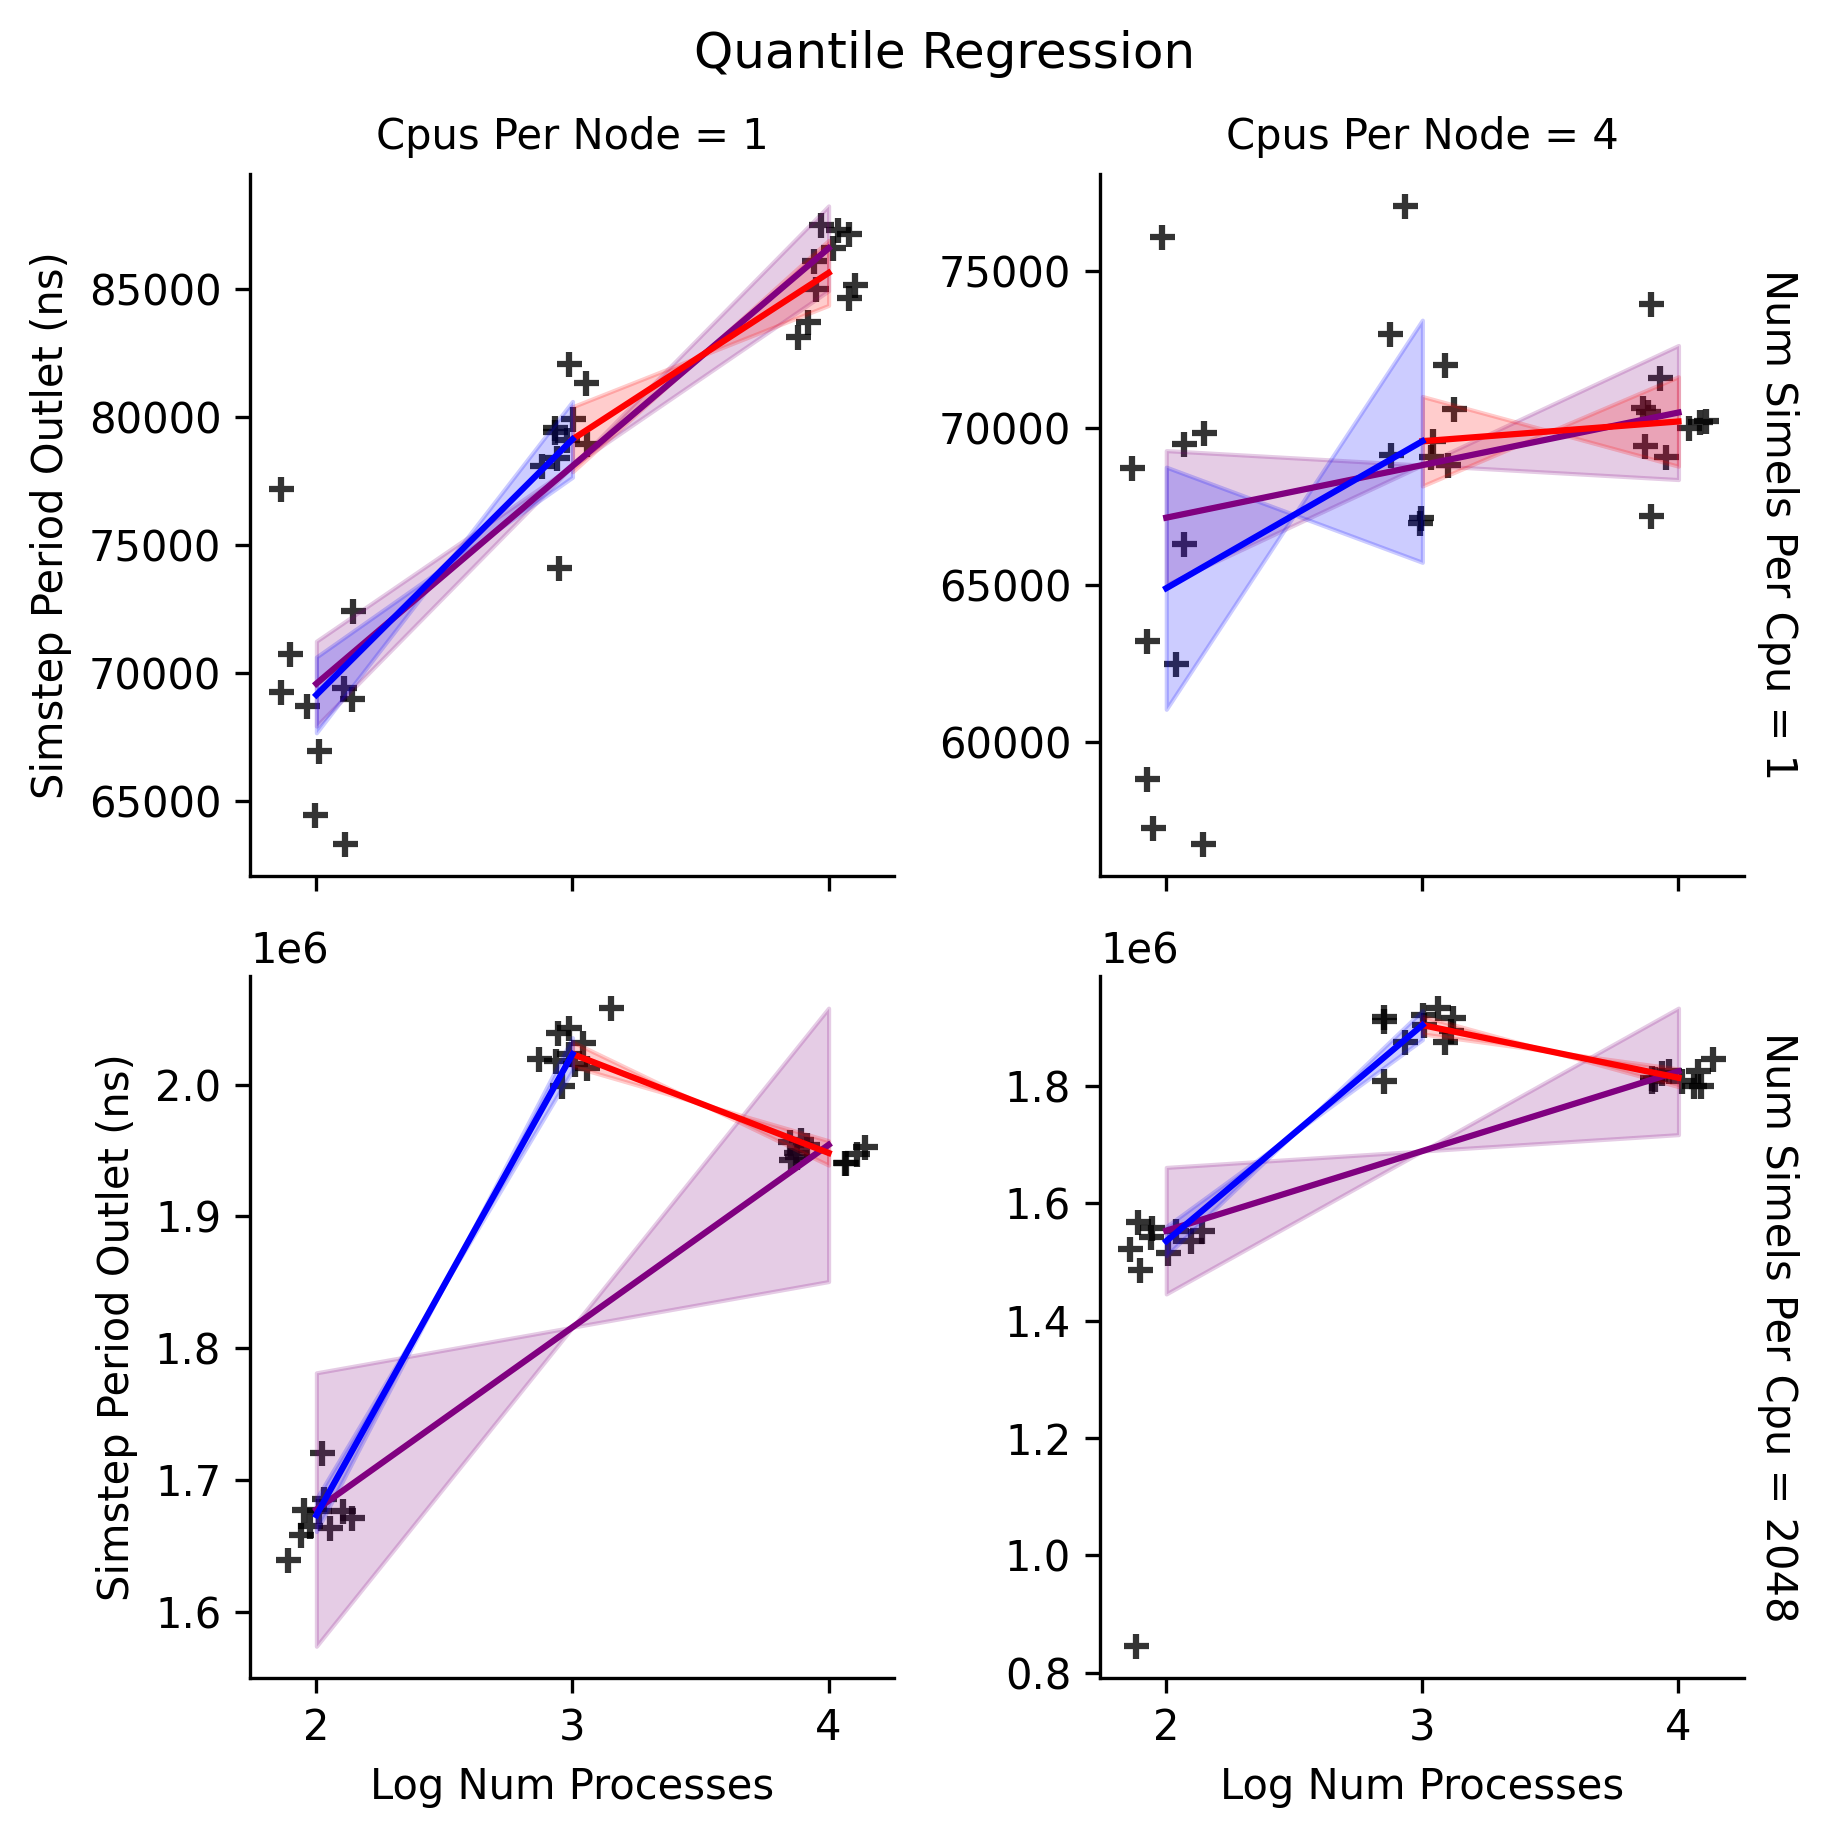 Quantile Regression
Cpus Per Node = 1
Cpus Per Node = 4
Simstep Period Outlet (ns)
85000
80000
75000
70000
65000
75000
70000
65000
60000
Num Simels Per Cpu = 1
1e6
Simstep Period Outlet (ns)
2.0
1.9
1.8
1.7
1.6
2
3
4
Log Num Processes
1e6
1.8
1.6
1.4
1.2
1.0
0.8
2
3
4
Log Num Processes
Num Simels Per Cpu = 2048